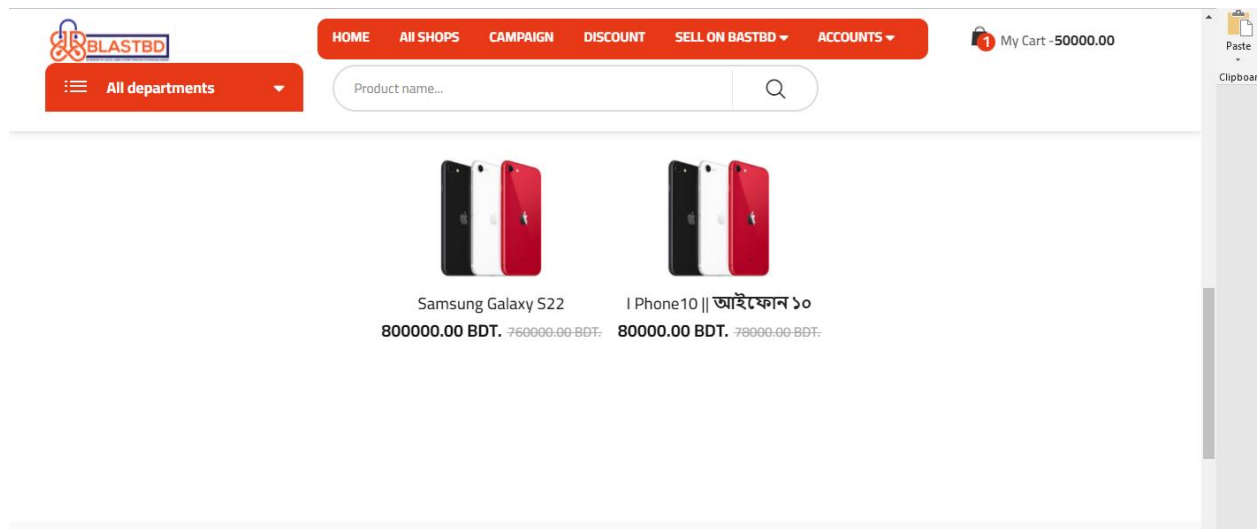 BLASTBD
HOME All SHOPS CAMPAIGN DISCOUNT SELL ON BASTBD ACCOUNTS
1 My Cart -50000.00
All departments
Product name...
Samsung Galaxy S22
800000.00 BDT. 760000.00 BDT.
I Phone10 || আইফোন ১০
80000.00 BDT. 78000.00 BDT.
Paste
Clipboar